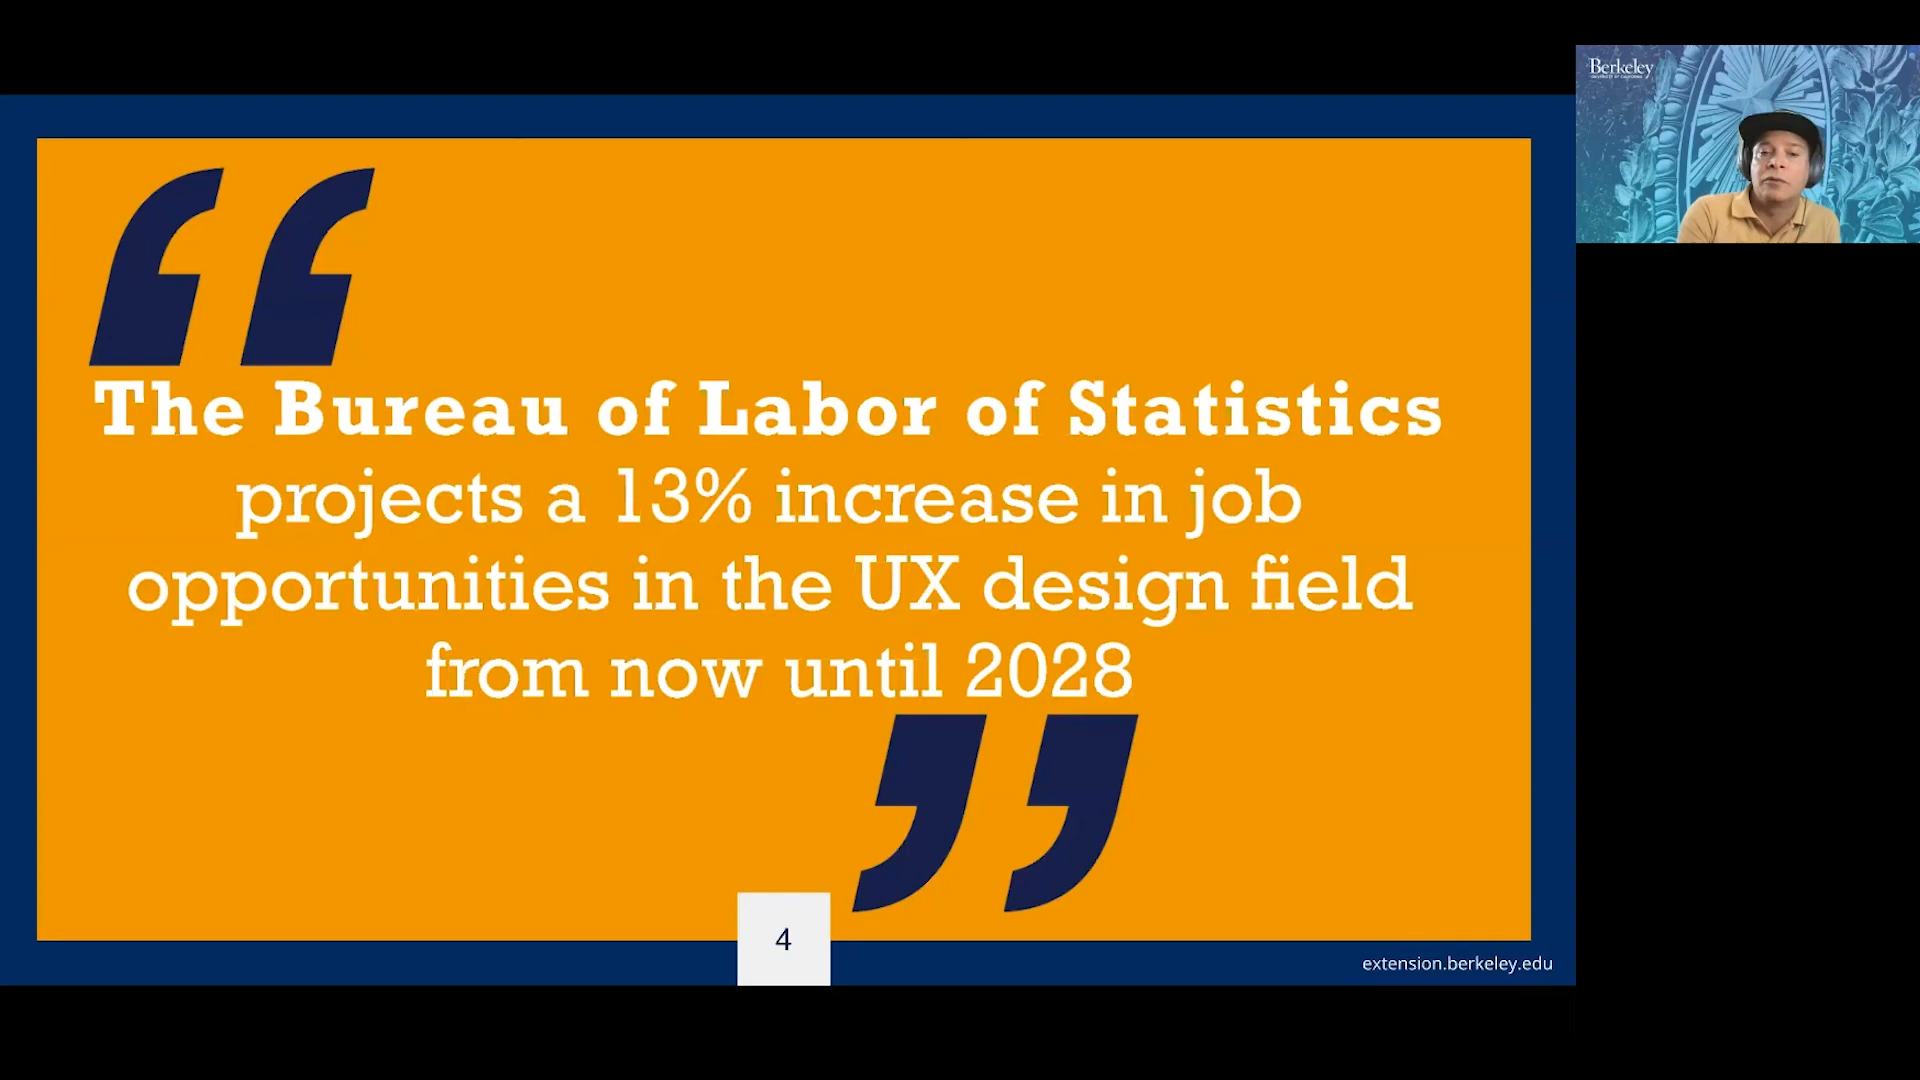 The Bureau of Labor of Statistics
projects a 13% increase in job
opportunities in the UX design field
from now until 2028
4
extension.berkeley.edu
Berkeley